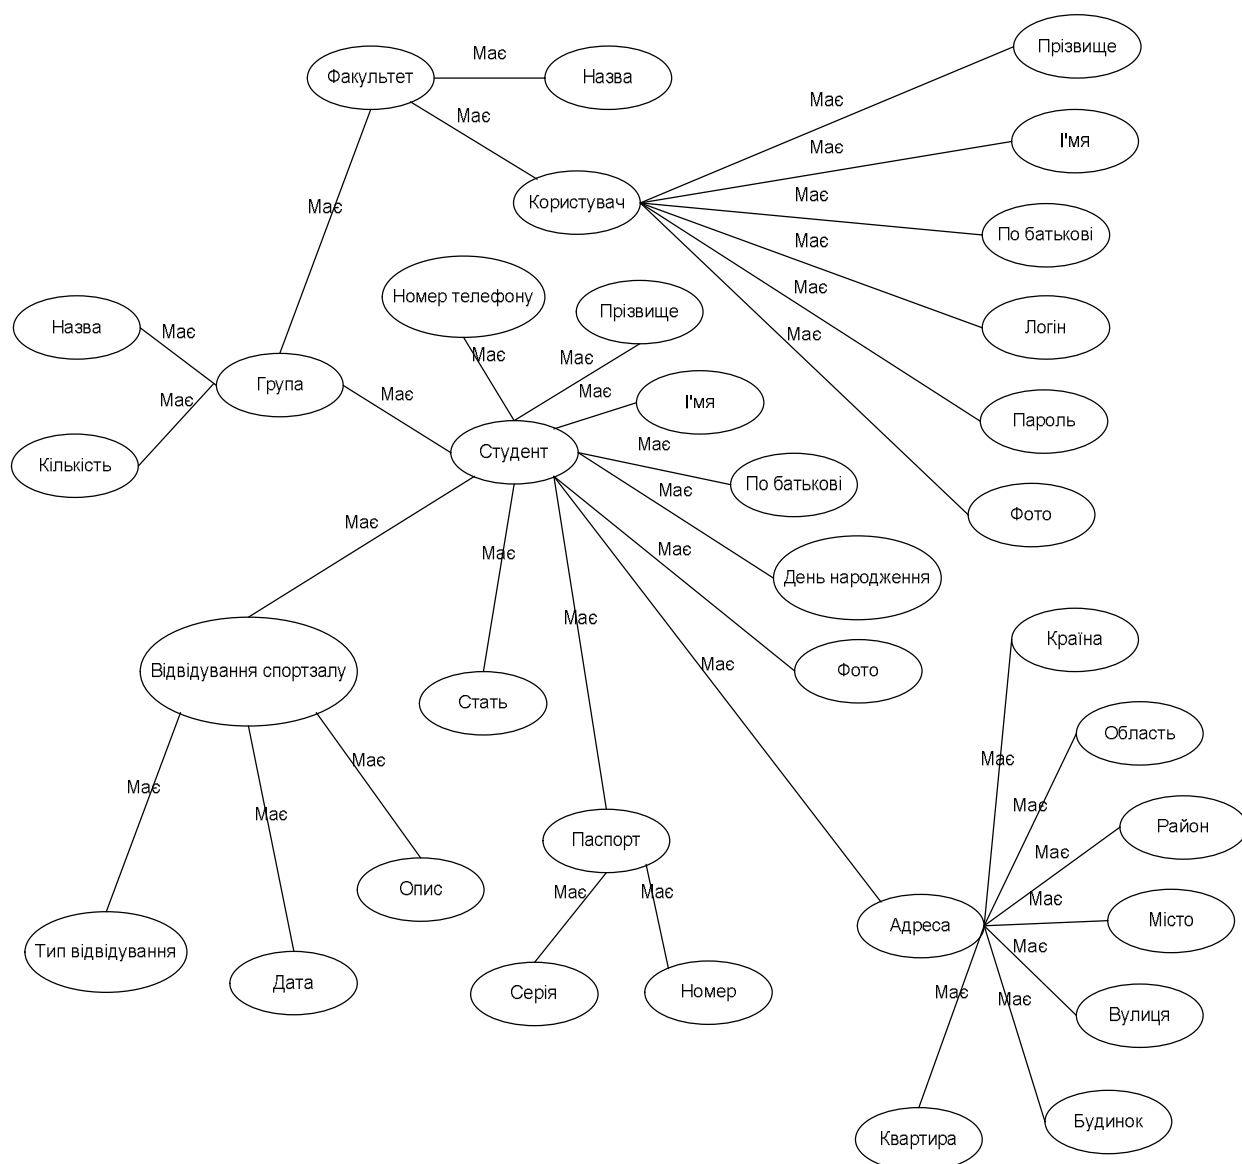 Прізвище
Має
Факультет
Назва
Має
Має
Має
І'мя
Має
Користувач
Має
Має
По батькові
Має
Номер телефону
Має
Прізвище
Має
Логін
Назва
Має
Має
Має
Має
Група
Має
Має
І'мя
Має
Пароль
Кількість
Студент
Має
По батькові
Має
Фото
Має
Має
Має
День народження
Має
Країна
Має
Відвідування спортзалу
Фото
Стать
Область
Має
Має
Має
Має
Має
Район
Паспорт
Має
Опис
Має
Має
Має
Місто
Адреса
Тип відвідування
Має
Дата
Серія
Номер
Має
Має
Вулиця
Будинок
Квартира